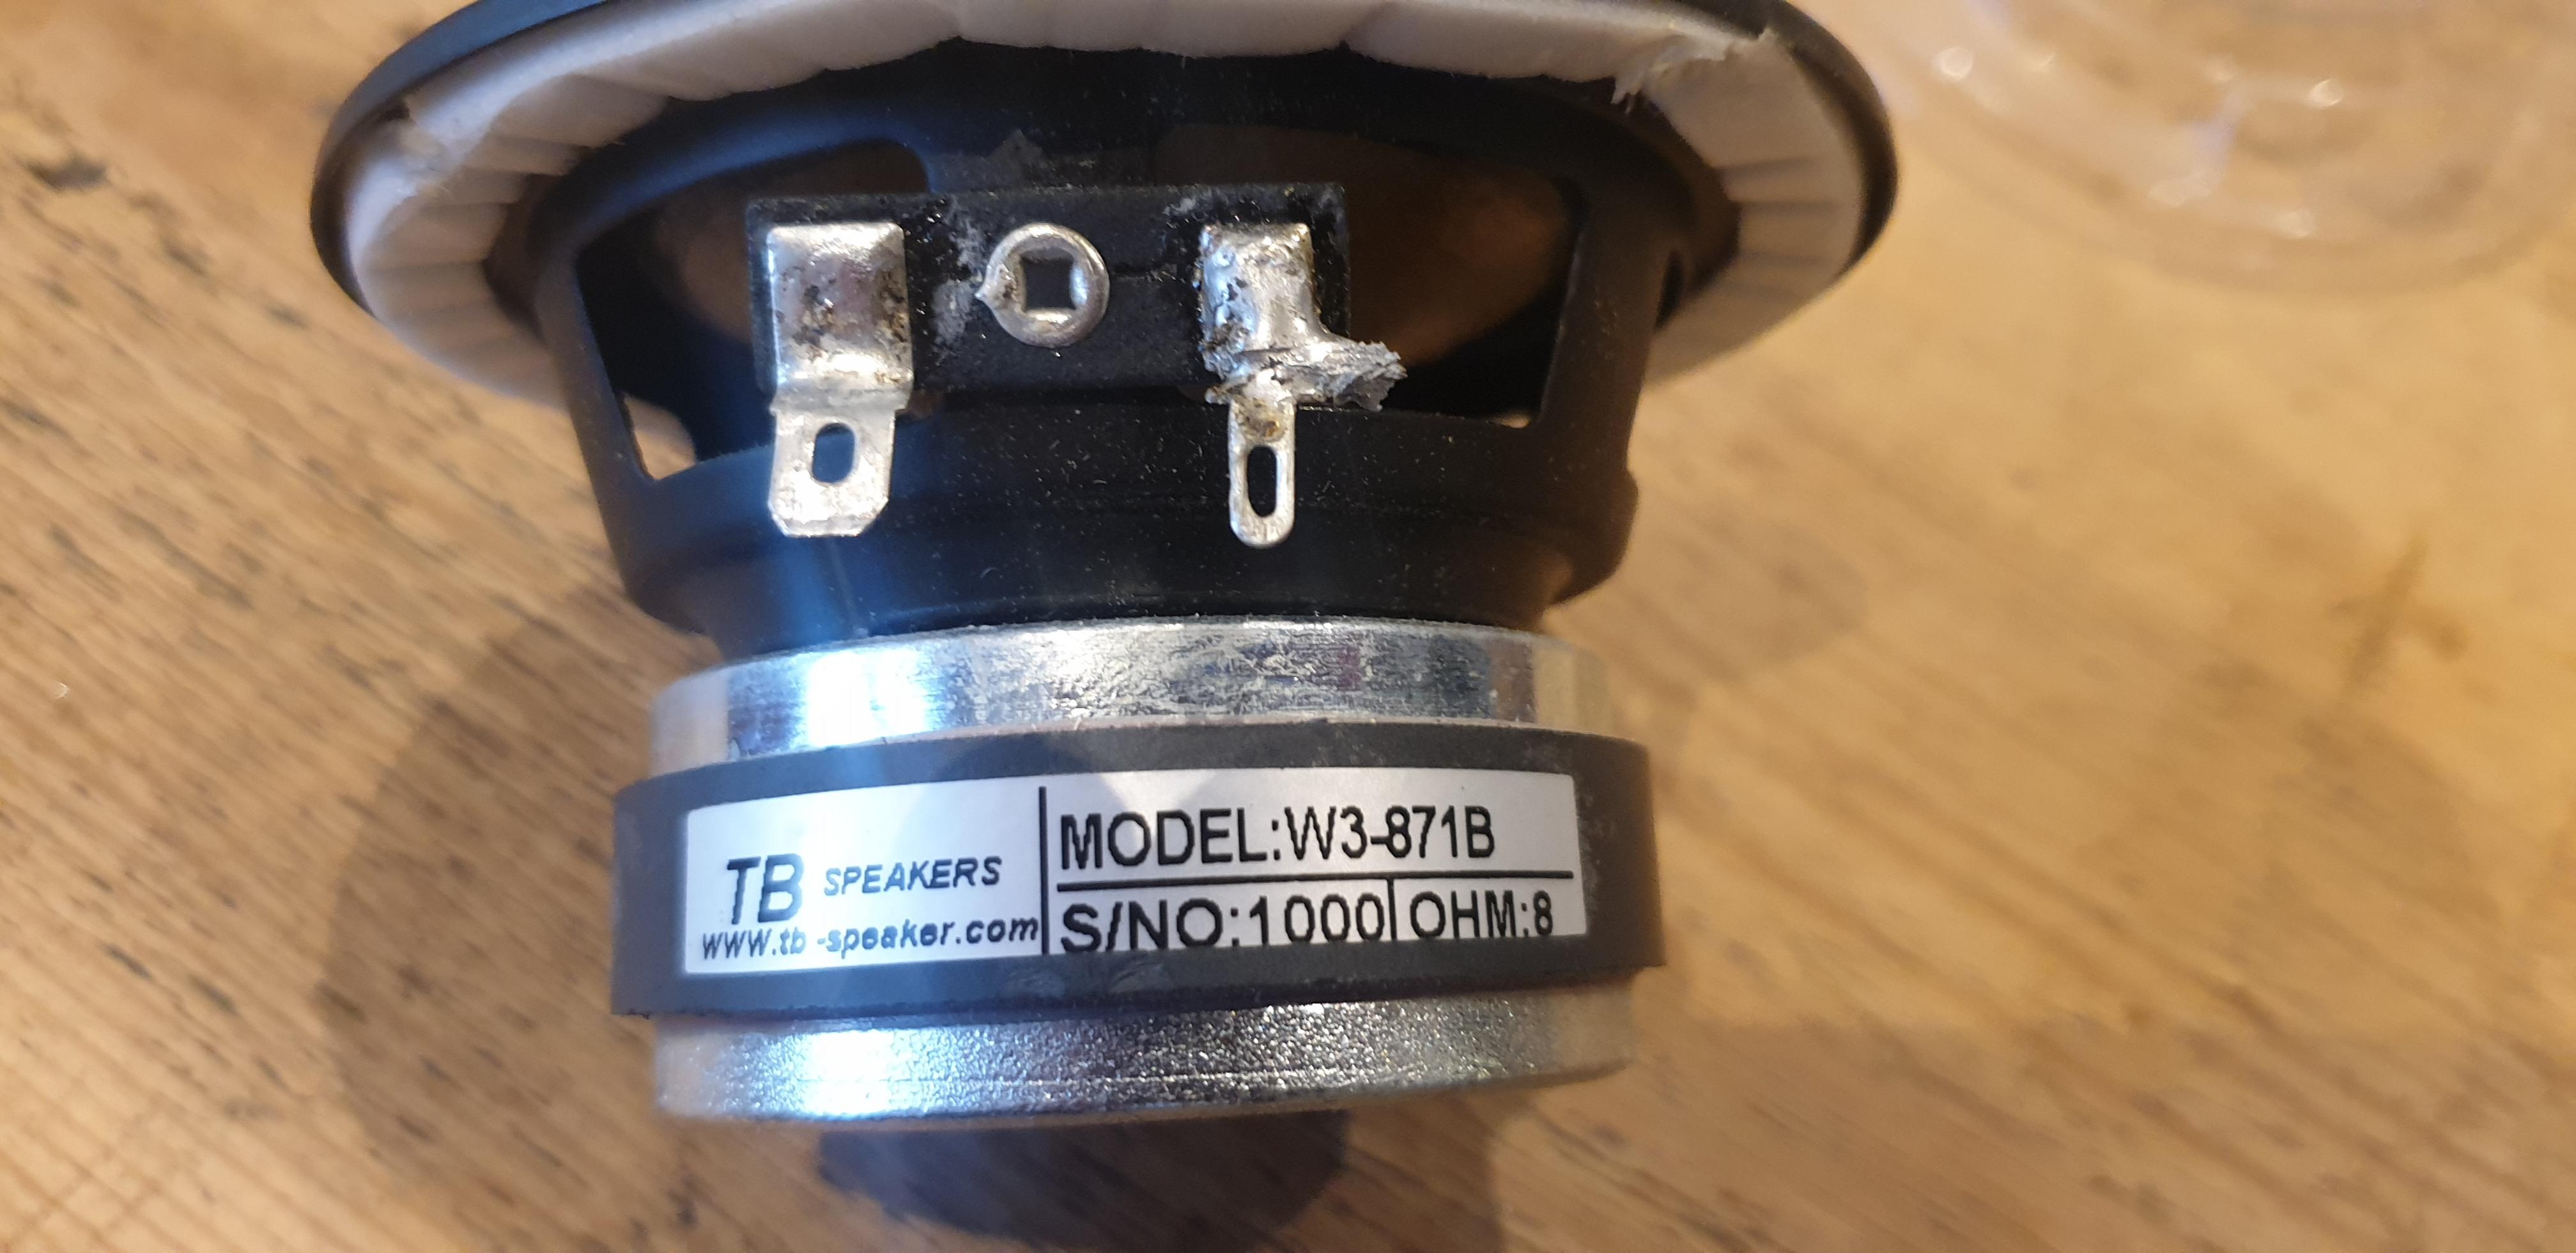 TB SPEAKERS
www.tb-speaker.com
MODEL:W3-871B
S/NO:1000 OHM:8